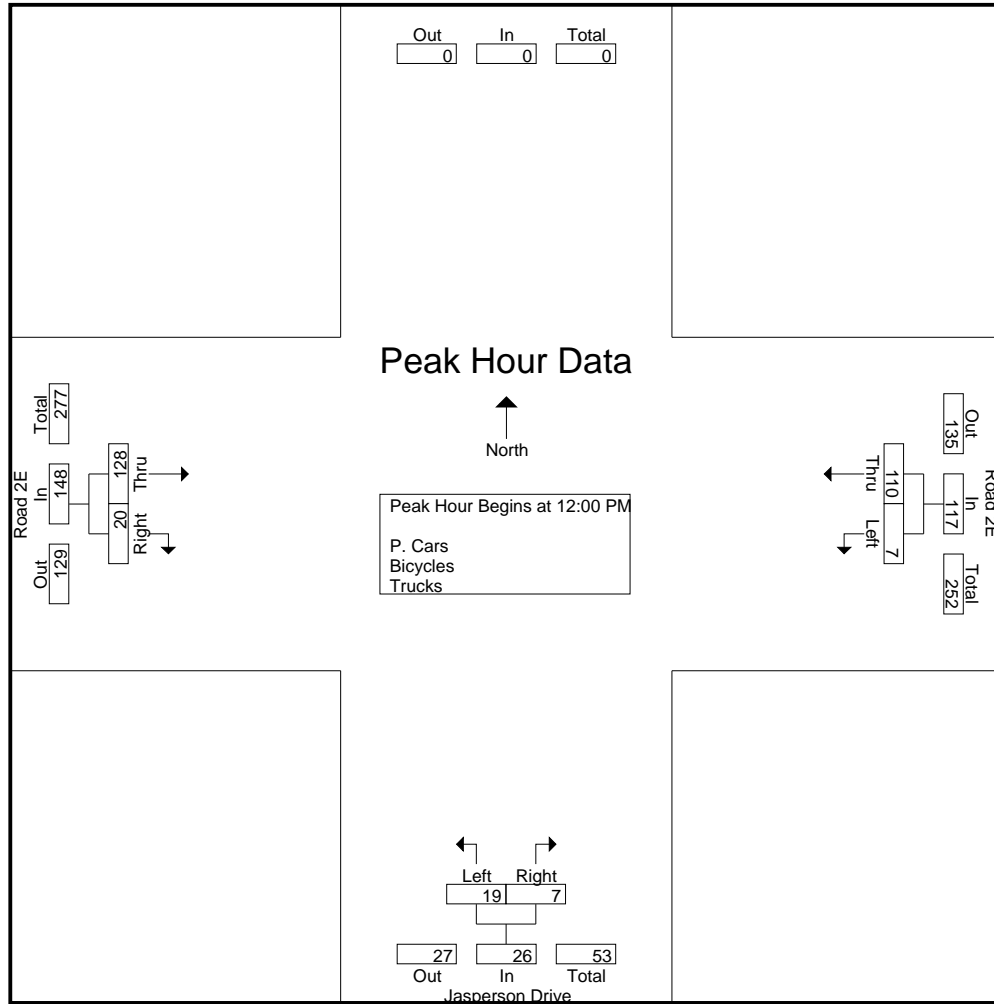 Out In Total
0 0 0
Peak Hour Data
North
Peak Hour Begins at 12:00 PM
P. Cars
Bicycles
Trucks
Road 2E
Out In Total
129 148 277
20 128
Right Thru
Road 2E
Out In Total
135 117 252
110 7
Thru Left
Left Right
19 7
27 26 53
Out In Total
Jasperson Drive